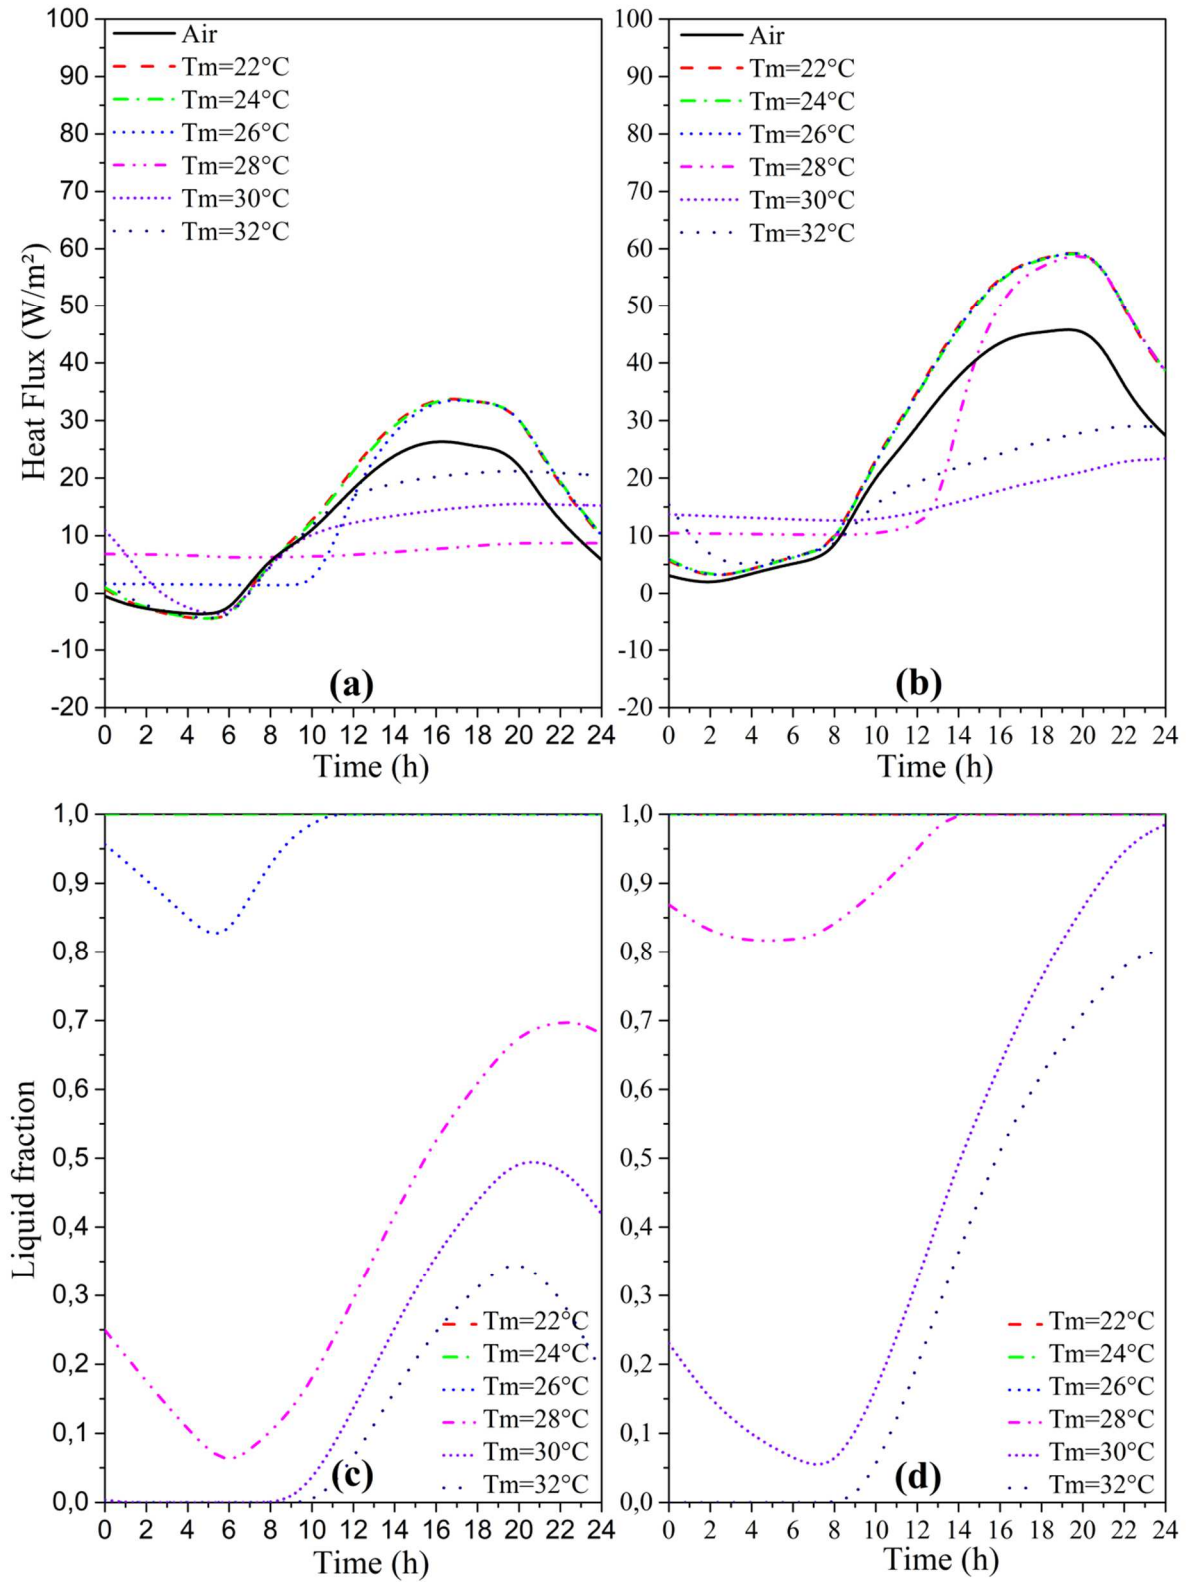 Heat Flux (W/m²)
100
90
80
70
60
50
40
30
20
10
0
-10
-20
Air
Tm=22°C
Tm=24°C
Tm=26°C
Tm=28°C
Tm=30°C
Tm=32°C
(a)
0 2 4 6 8 10 12 14 16 18 20 22 24
Time (h)
100
90
80
70
60
50
40
30
20
10
0
-10
-20
Air
Tm=22°C
Tm=24°C
Tm=26°C
Tm=28°C
Tm=30°C
Tm=32°C
(b)
0 2 4 6 8 10 12 14 16 18 20 22 24
Time (h)
Liquid fraction
1,0
0,9
0,8
0,7
0,6
0,5
0,4
0,3
0,2
0,1
0,0
Tm=22°C
Tm=24°C
Tm=26°C
Tm=28°C
Tm=30°C
Tm=32°C
(c)
0 2 4 6 8 10 12 14 16 18 20 22 24
Time (h)
1,0
0,9
0,8
0,7
0,6
0,5
0,4
0,3
0,2
0,1
0,0
Tm=22°C
Tm=24°C
Tm=26°C
Tm=28°C
Tm=30°C
Tm=32°C
(d)
0 2 4 6 8 10 12 14 16 18 20 22 24
Time (h)